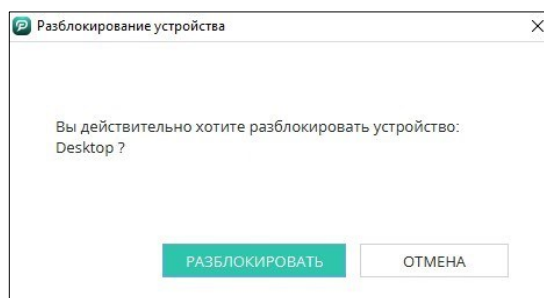 Разблокирование устройства
Вы действительно хотите разблокировать устройство:
Desktop ?
РАЗБЛОКИРОВАТЬ
ОТМЕНА